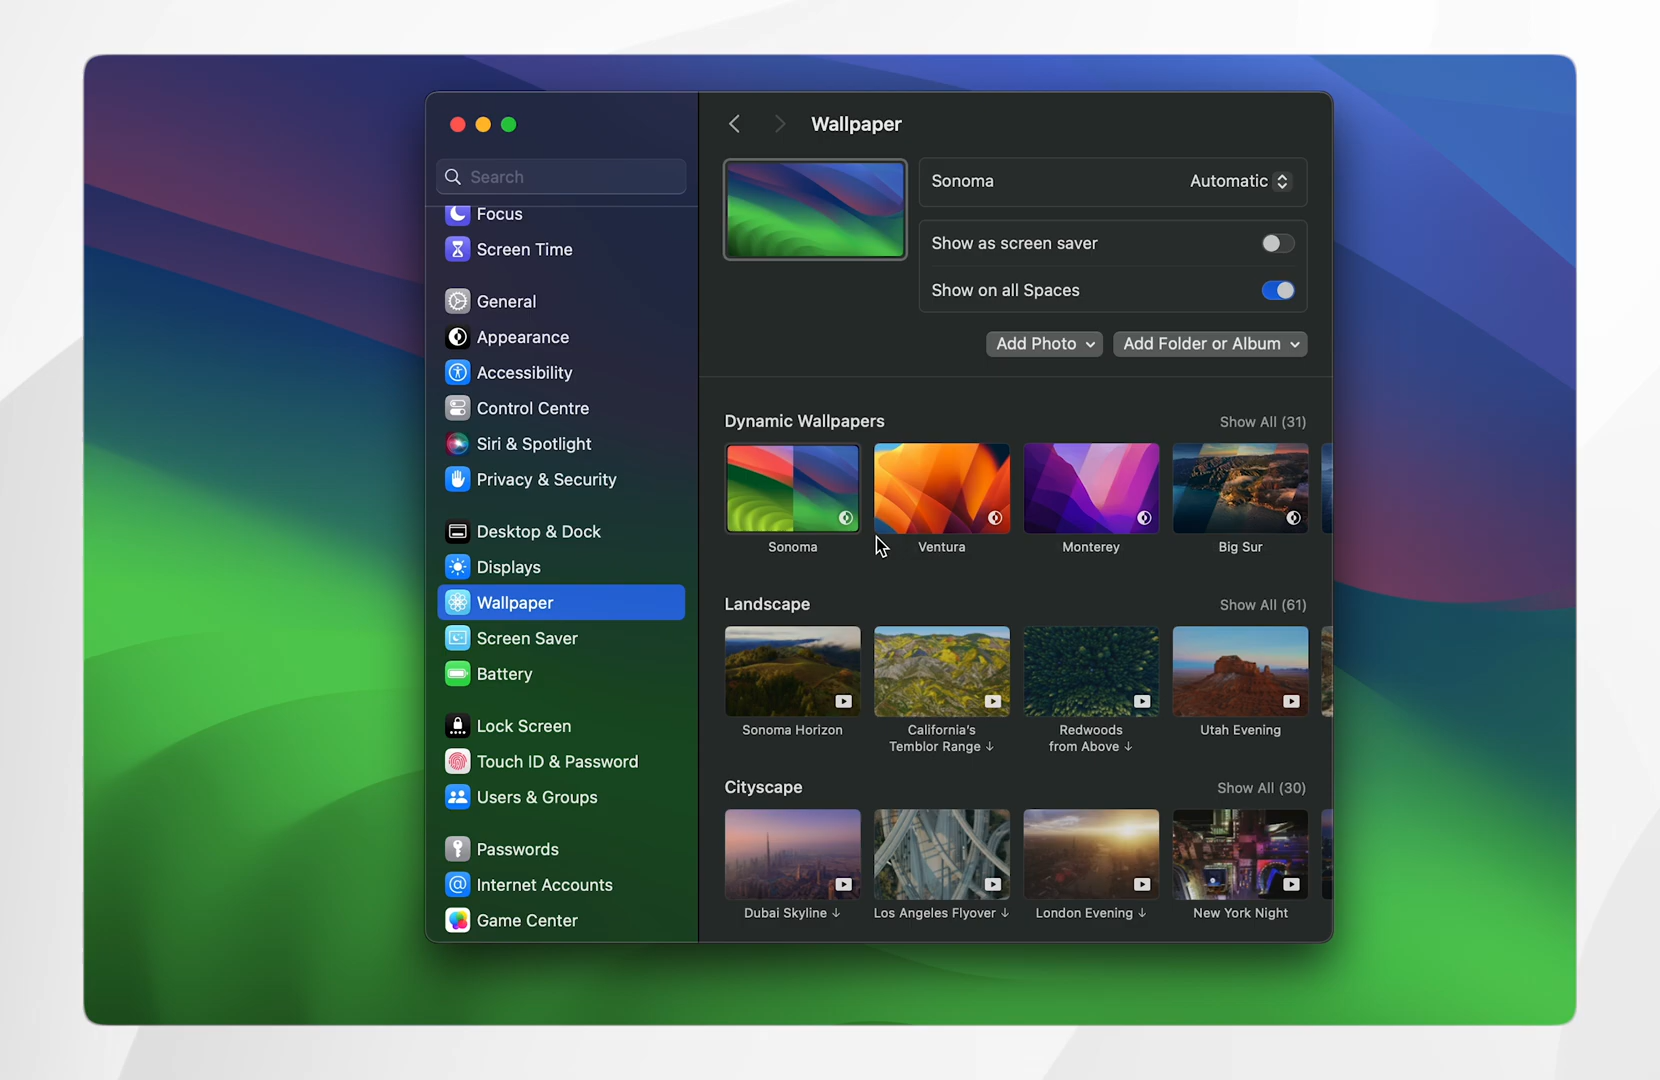 Search
Focus
Screen Time
General
Appearance
Accessibility
Control Centre
Siri & Spotlight
Privacy & Security
Desktop & Dock
Displays
Wallpaper
Screen Saver
Battery
Lock Screen
Touch ID & Password
Users & Groups
Passwords
Internet Accounts
Game Center
Wallpaper
Sonoma Automatic
Show as screen saver
Show on all Spaces
Add Photo Add Folder or Album
Dynamic Wallpapers Show All (31)
Sonoma Ventura Monterey Big Sur
Landscape Show All (61)
Sonoma Horizon
California's
Temblor Range ↓
Redwoods
from Above ↓
Utah Evening
Cityscape Show All (30)
Dubai Skyline ↓ Los Angeles Flyover ↓ London Evening ↓ New York Night